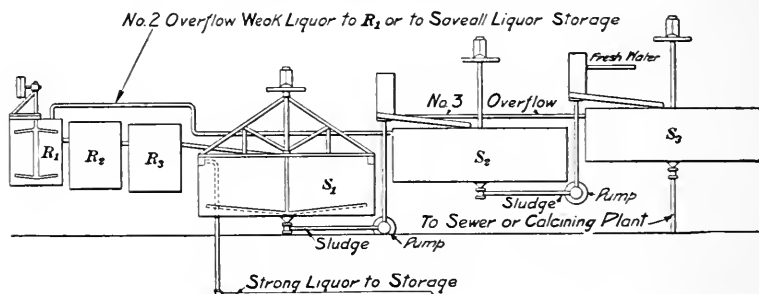 No. 2 Overflow Weak Liquor to R1 or to Saveall Liquor Storage
Fresh Water
No. 3 Overflow
R1
R2
R3
S1
S2
S3
Sludge
Pump
Sludge
Pump
To Sewer or Calcining Plant
Strong Liquor to Storage